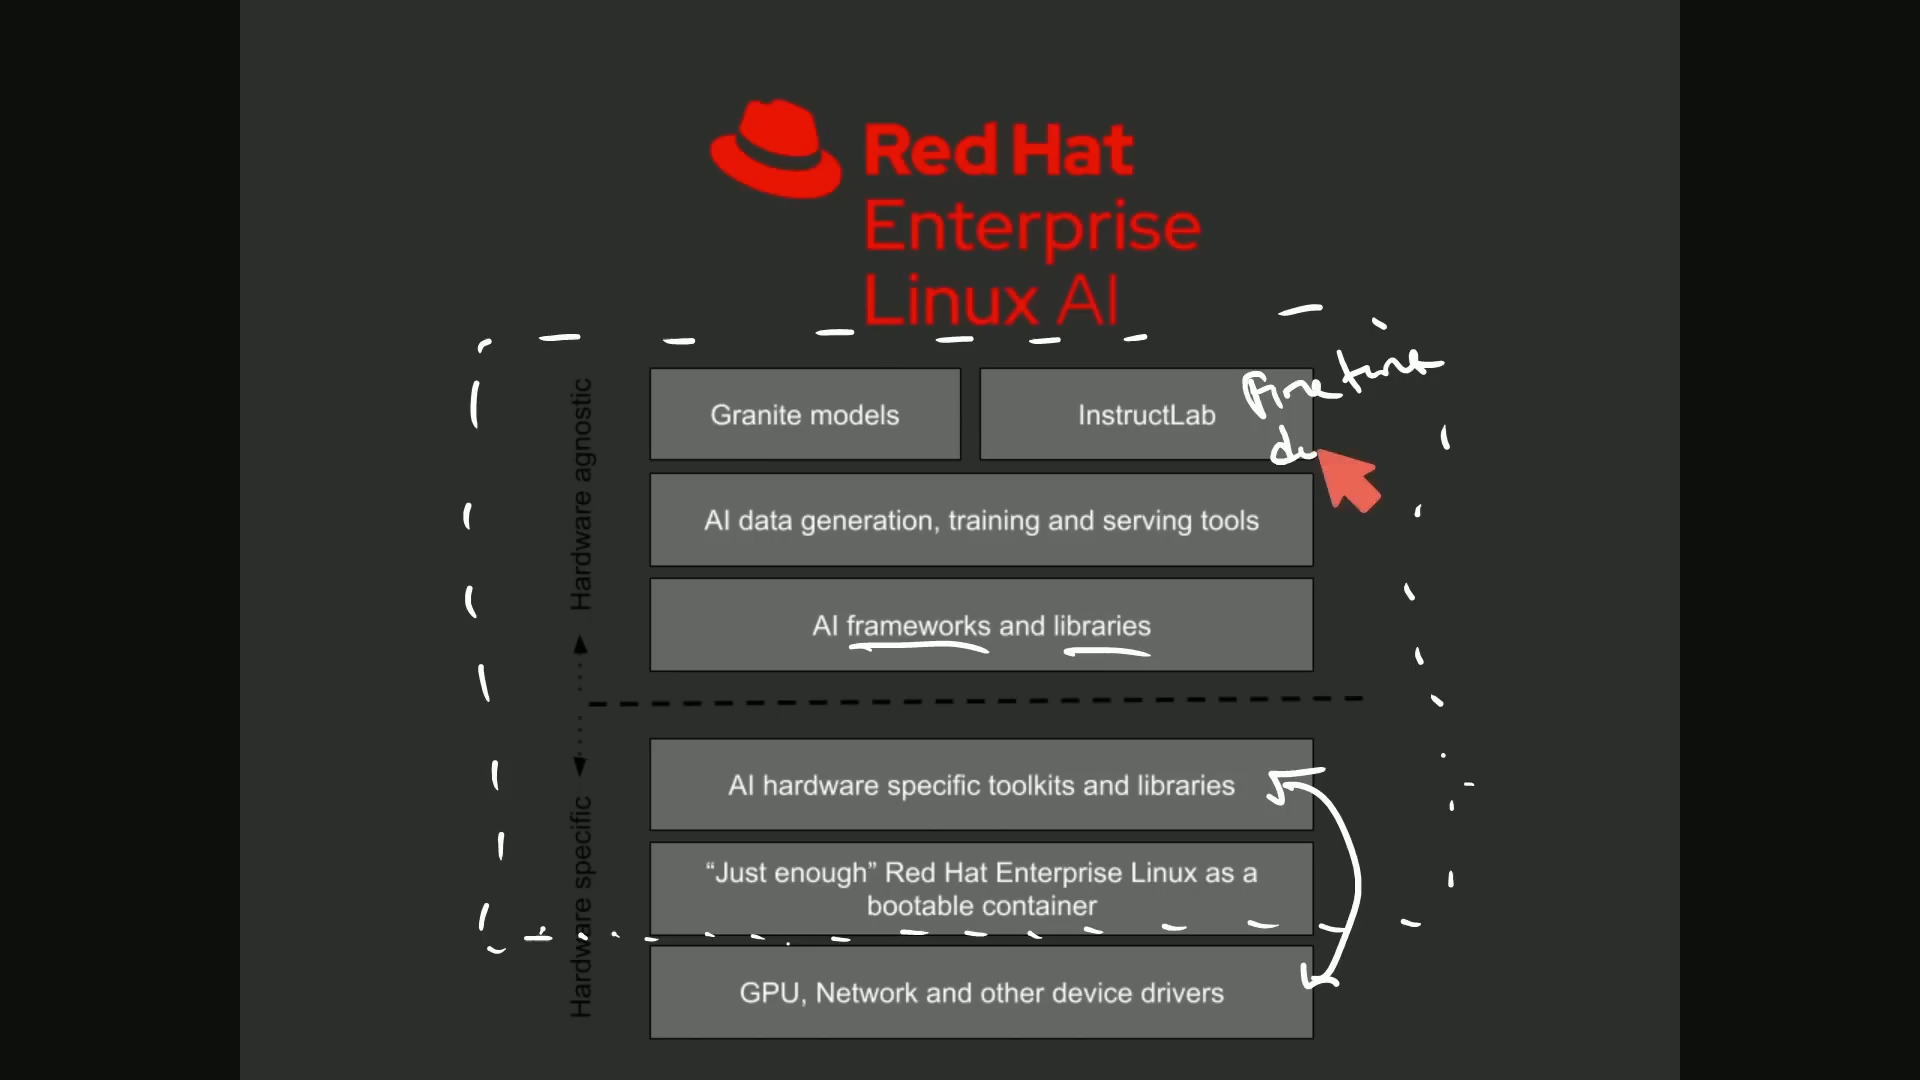 Red Hat
Enterprise
Linux AI
Hardware agnostic
Granite models
InstructLab
Fine tune
AI data generation, training and serving tools
AI frameworks and libraries
Hardware specific
AI hardware specific toolkits and libraries
“Just enough” Red Hat Enterprise Linux as a
bootable container
GPU, Network and other device drivers